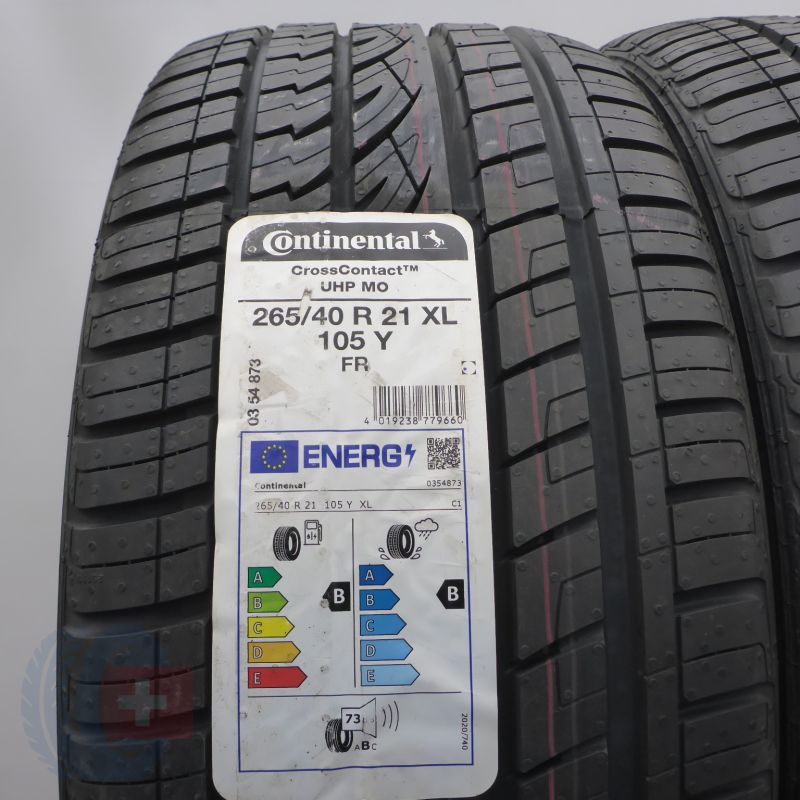 Continental
CrossContact™
UHP MO
265/40 R 21 XL
105 Y
FR
03 54 873
4 019238 779660
ENERG
Continental
0354873
265/40 R 21 105 Y XL
C1
A
B
C
D
E
B
A
B
C
D
E
B
73
ABC
2020/740